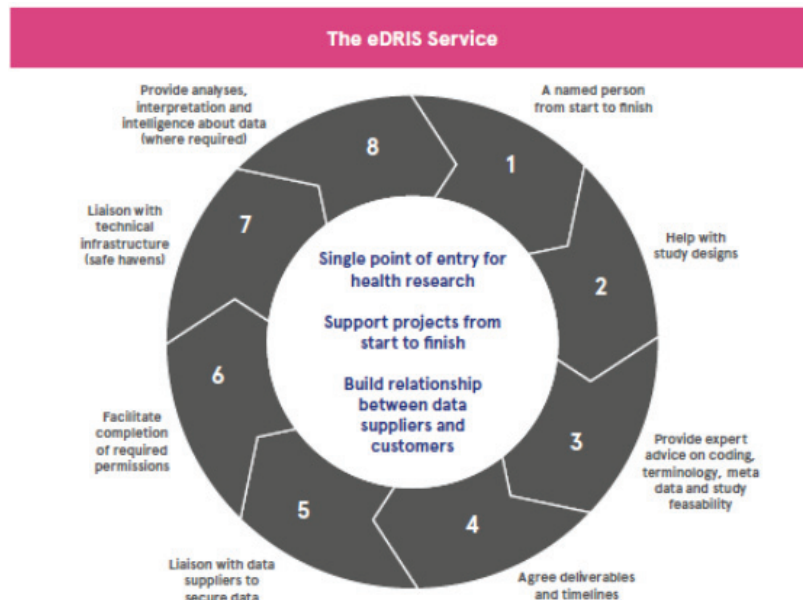 The eDRIS Service
A named person
from start to finish
1
Help with
study designs
2
Provide expert
advice on coding,
terminology, meta
data and study
feasability
3
Agree deliverables
and timelines
4
Liaison with data
suppliers to
secure data
5
Facilitate
completion
of required
permissions
6
Liaison with
technical
infrastructure
(safe havens)
7
Provide analyses,
interpretation and
intelligence about data
(where required)
8
Single point of entry for
health research
Support projects from
start to finish
Build relationship
between data
suppliers and
customers